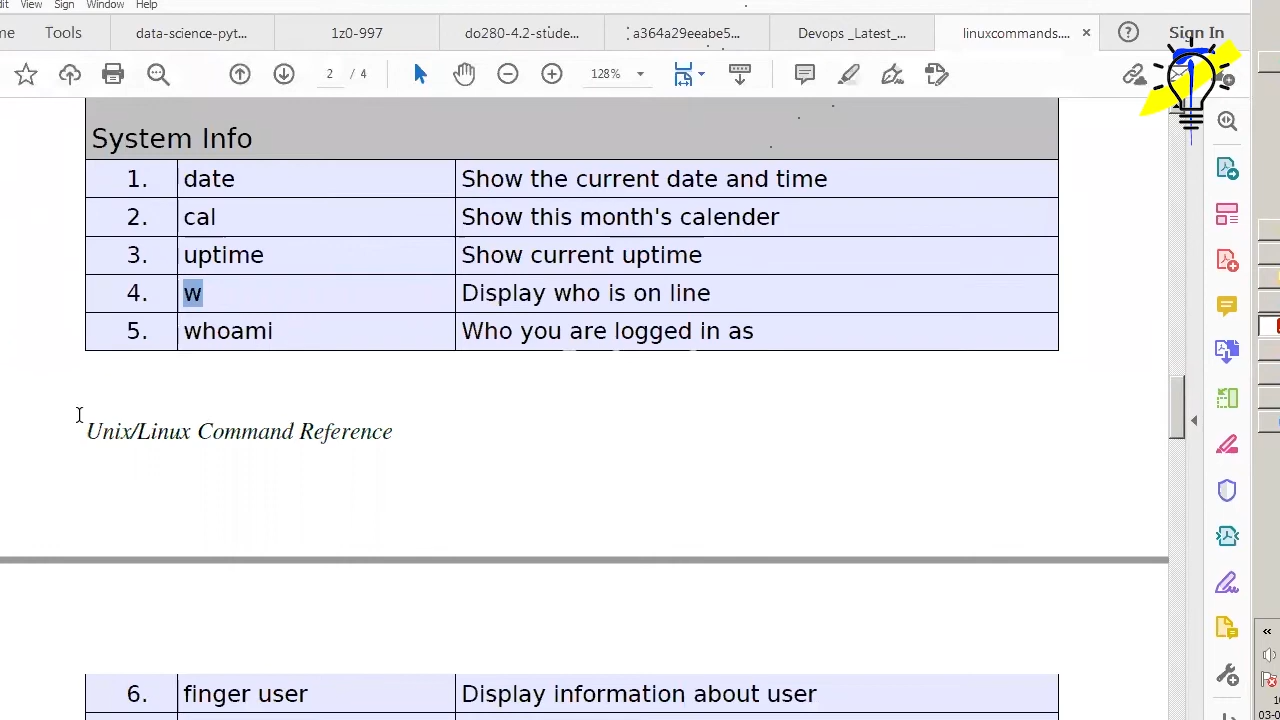 View Sign Window Help
Tools data-science-pyt... 1z0-997 do280-4.2-stude... a364a29eeabe5... Devops _Latest_... linuxcommands.... × Sign In
2 / 4 128%
System Info
1. date Show the current date and time
2. cal Show this month's calender
3. uptime Show current uptime
4. w Display who is on line
5. whoami Who you are logged in as
Unix/Linux Command Reference
6. finger user Display information about user